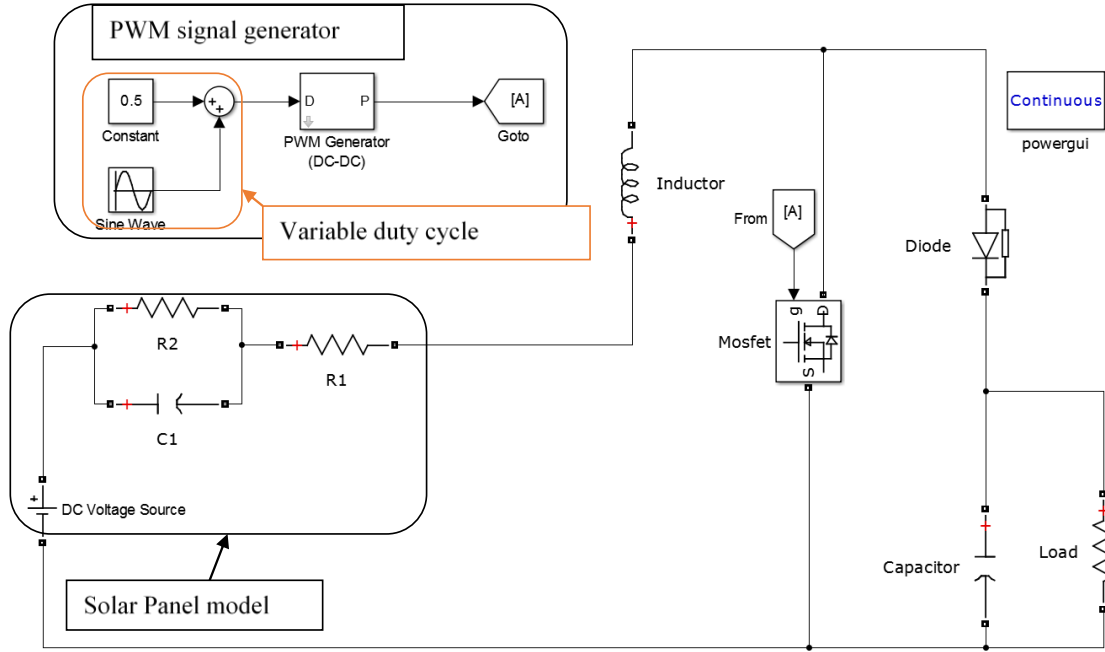 PWM signal generator
0.5
Constant
+
+
D
P
PWM Generator
(DC-DC)
[A]
Goto
Sine Wave
Variable duty cycle
Continuous
powergui
+
Inductor
From
[A]
Diode
g
D
S
Mosfet
+
R2
+
R1
+
C1
+
DC Voltage Source
Solar Panel model
+
Capacitor
+
Load